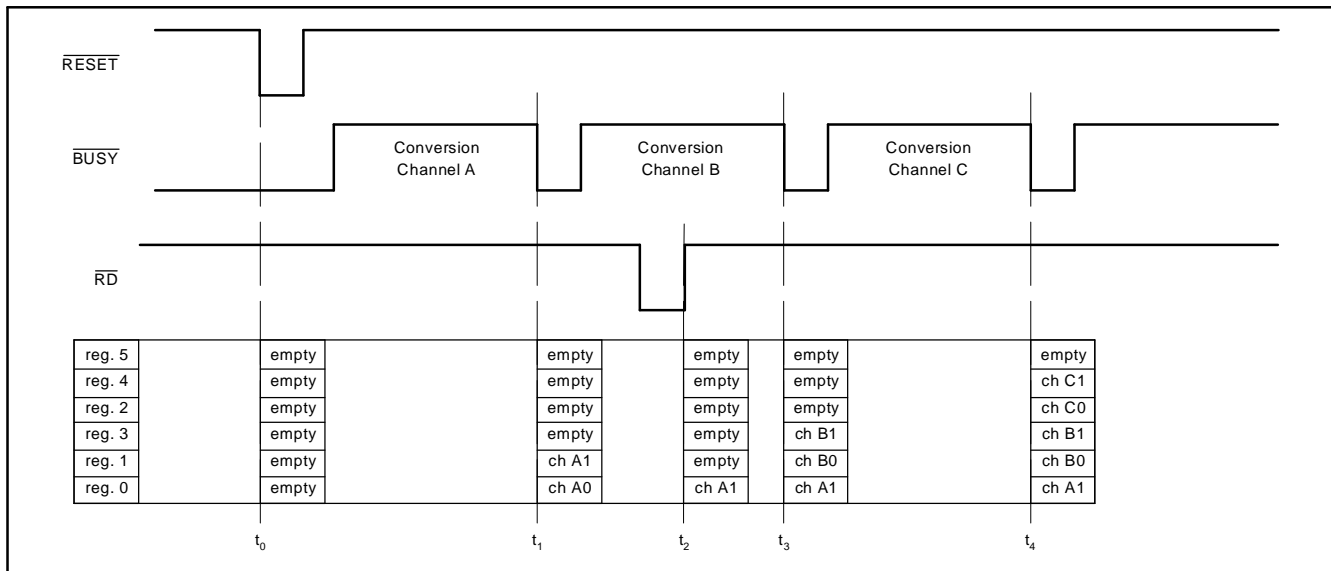 RESET
BUSY
Conversion
Channel A
Conversion
Channel B
Conversion
Channel C
RD
reg. 5 empty empty empty empty empty
reg. 4 empty empty empty empty ch C1
reg. 2 empty empty empty empty ch C0
reg. 3 empty empty empty ch B1 ch B1
reg. 1 empty ch A1 empty ch B0 ch B0
reg. 0 empty ch A0 ch A1 ch A1 ch A1
t0 t1 t2 t3 t4